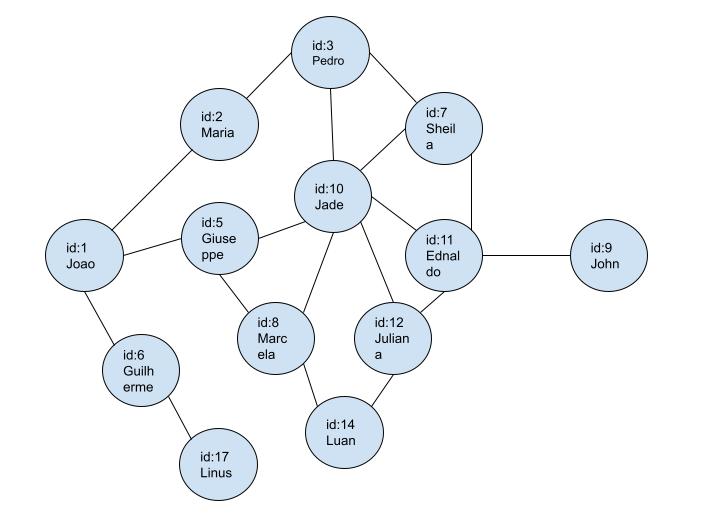 id:3
Pedro
id:2
Maria
id:7
Sheil
a
id:10
Jade
id:5
Giuse
ppe
id:1
Joao
id:11
Ednal
do
id:9
John
id:8
Marc
ela
id:12
Julian
a
id:6
Guilh
erme
id:14
Luan
id:17
Linus